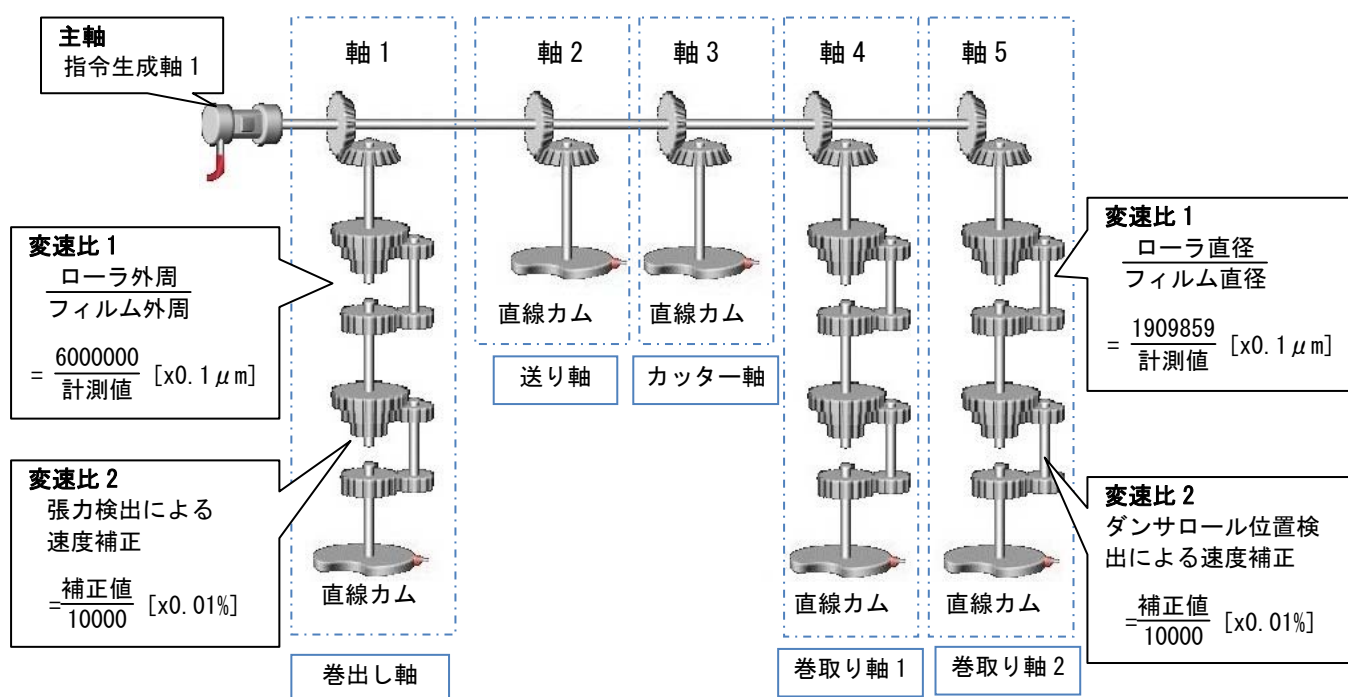 主軸
指令生成軸 1
軸 1
軸 2
軸 3
軸 4
軸 5
変速比 1
ローラ外周
フィルム外周
= 6000000
計測値
[x0.1μm]
変速比 2
張力検出による
速度補正
=補正値
10000
[x0.01%]
直線カム
巻出し軸
直線カム
送り軸
直線カム
カッター軸
直線カム
巻取り軸 1
直線カム
巻取り軸 2
変速比 1
ローラ直径
フィルム直径
= 1909859
計測値
[x0.1μm]
変速比 2
ダンサロール位置検
出による速度補正
=補正値
10000
[x0.01%]